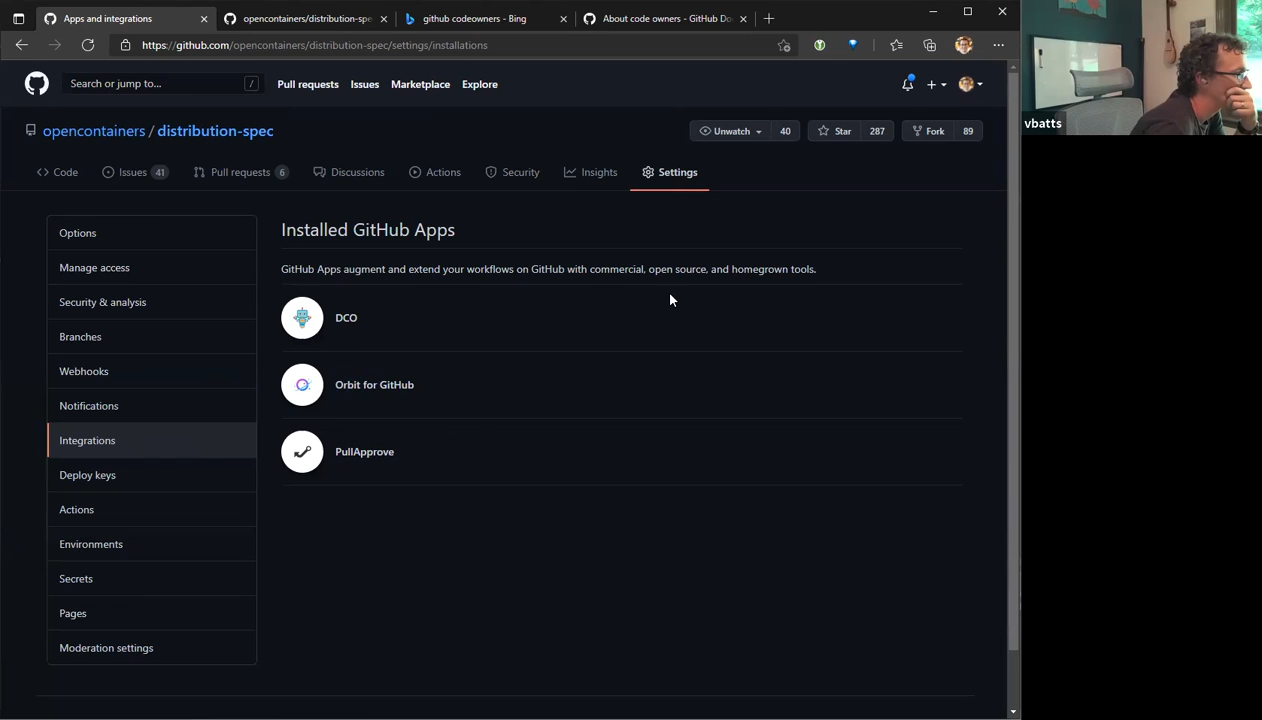 Apps and integrations
opencontainers/distribution-spe
github codeowners - Bing
About code owners - GitHub Do
https://github.com/opencontainers/distribution-spec/settings/installations
Search or jump to...
/
Pull requests
Issues
Marketplace
Explore
opencontainers / distribution-spec
Unwatch 40
Star 287
Fork 89
Code
Issues 41
Pull requests 6
Discussions
Actions
Security
Insights
Settings
Options
Manage access
Security & analysis
Branches
Webhooks
Notifications
Integrations
Deploy keys
Actions
Environments
Secrets
Pages
Moderation settings
Installed GitHub Apps
GitHub Apps augment and extend your workflows on GitHub with commercial, open source, and homegrown tools.
DCO
Orbit for GitHub
PullApprove
vbatts